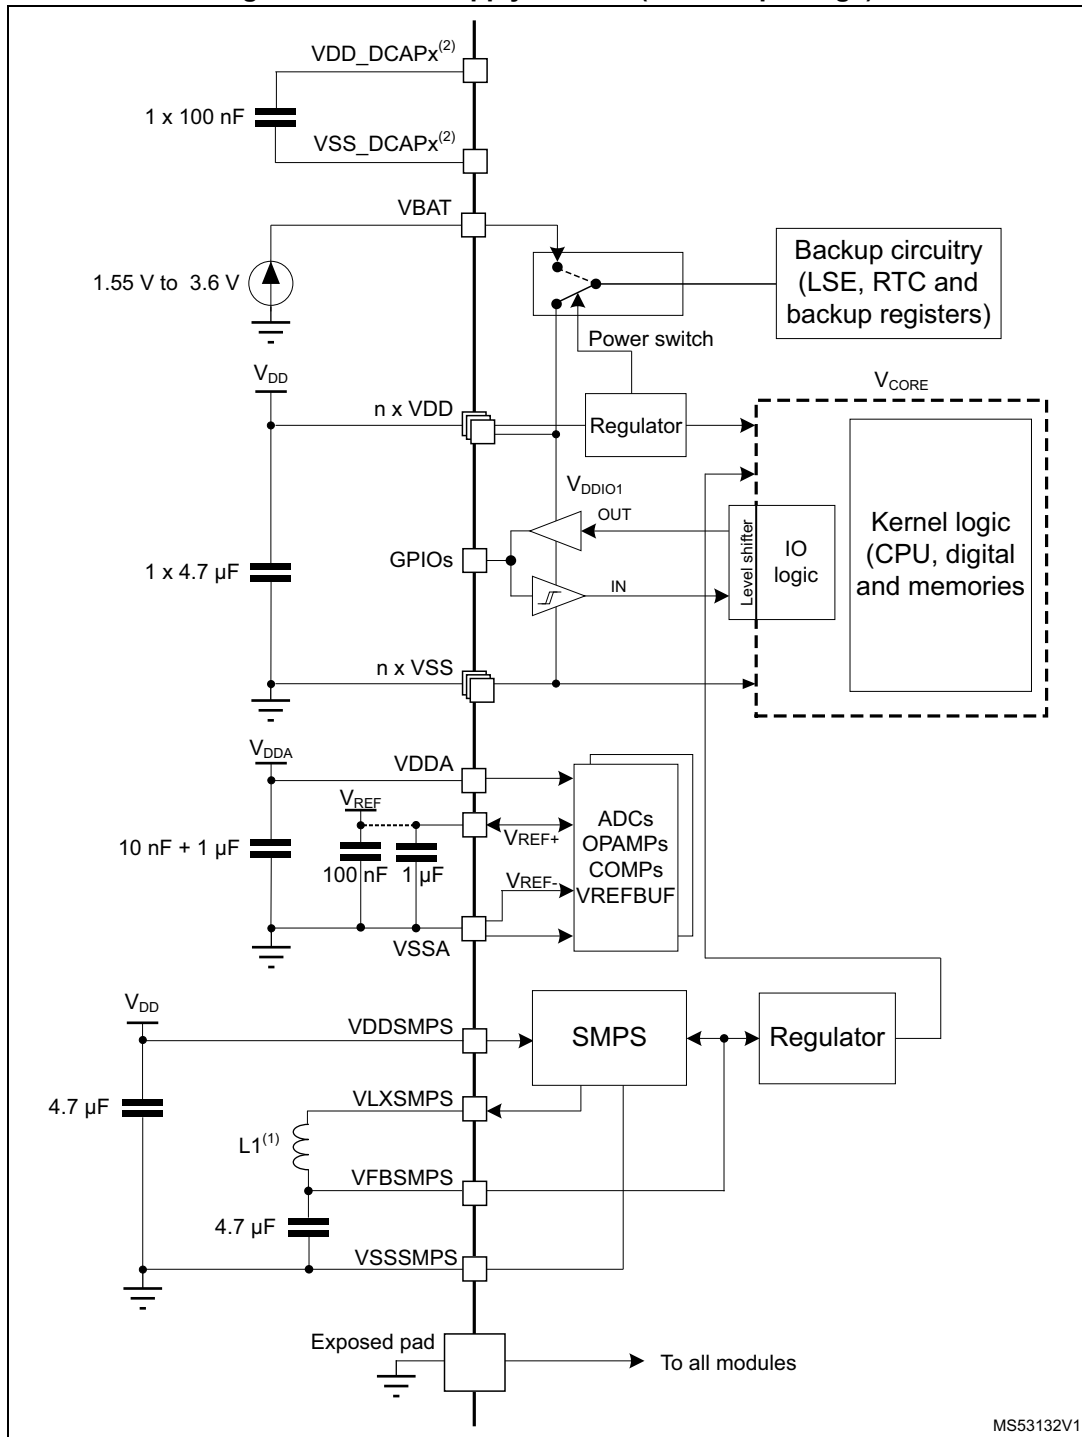 VDD_DCAPx(2)
1 x 100 nF
VSS_DCAPx(2)
VBAT
1.55 V to 3.6 V
Backup circuitry
(LSE, RTC and
backup registers)
Power switch
VDD
n x VDD
Regulator
VCORE
VDDIO1
OUT
GPIOs
IN
Level shifter
IO
logic
Kernel logic
(CPU, digital
and memories
1 x 4.7 µF
n x VSS
VDDA
VDDA
VREF
VREF+
10 nF + 1 µF
100 nF
1 µF
VREF-
ADCs
OPAMPs
COMPs
VREFBUF
VSSA
VDD
VDDSMPS
SMPS
Regulator
4.7 µF
VLXSMPS
L1(1)
VFBSMPS
4.7 µF
VSSSMPS
Exposed pad
To all modules
MS53132V1